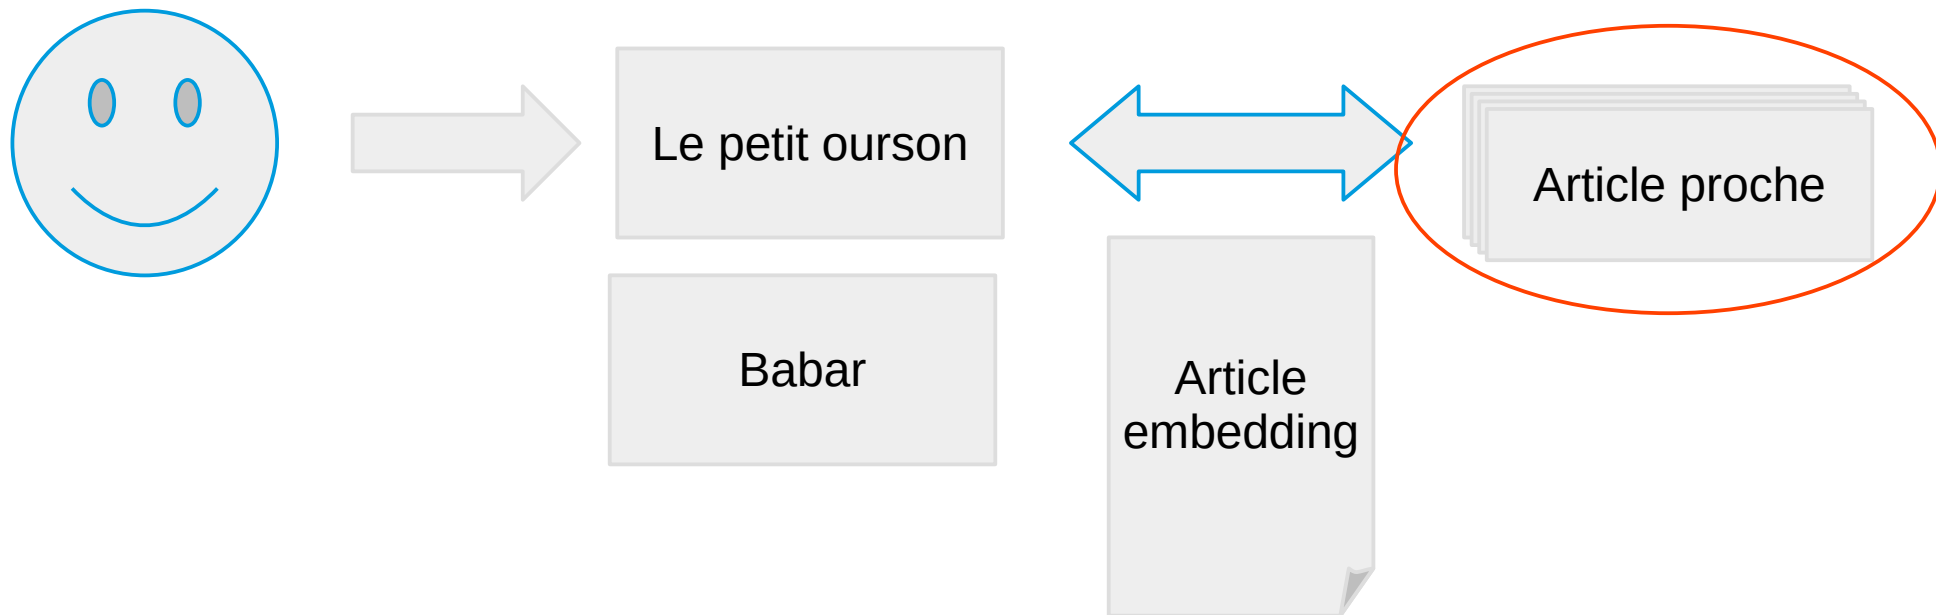 Le petit ourson
Article proche
Babar
Article
embedding